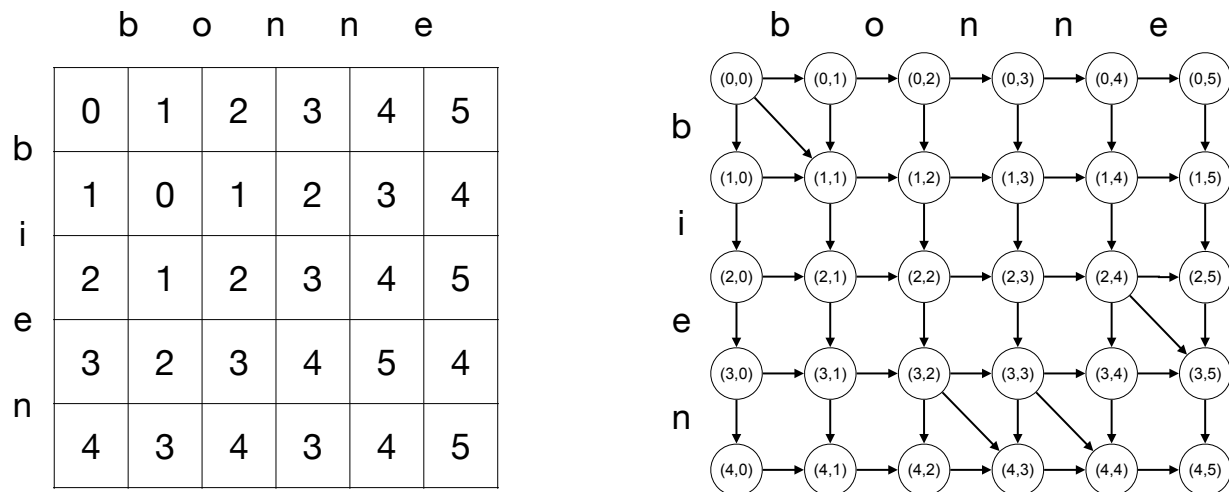 b o n n e
0 1 2 3 4 5
b
1 0 1 2 3 4
i
2 1 2 3 4 5
e
3 2 3 4 5 4
n
4 3 4 3 4 5
b o n n e
(0,0) (0,1) (0,2) (0,3) (0,4) (0,5)
b
(1,0) (1,1) (1,2) (1,3) (1,4) (1,5)
i
(2,0) (2,1) (2,2) (2,3) (2,4) (2,5)
e
(3,0) (3,1) (3,2) (3,3) (3,4) (3,5)
n
(4,0) (4,1) (4,2) (4,3) (4,4) (4,5)